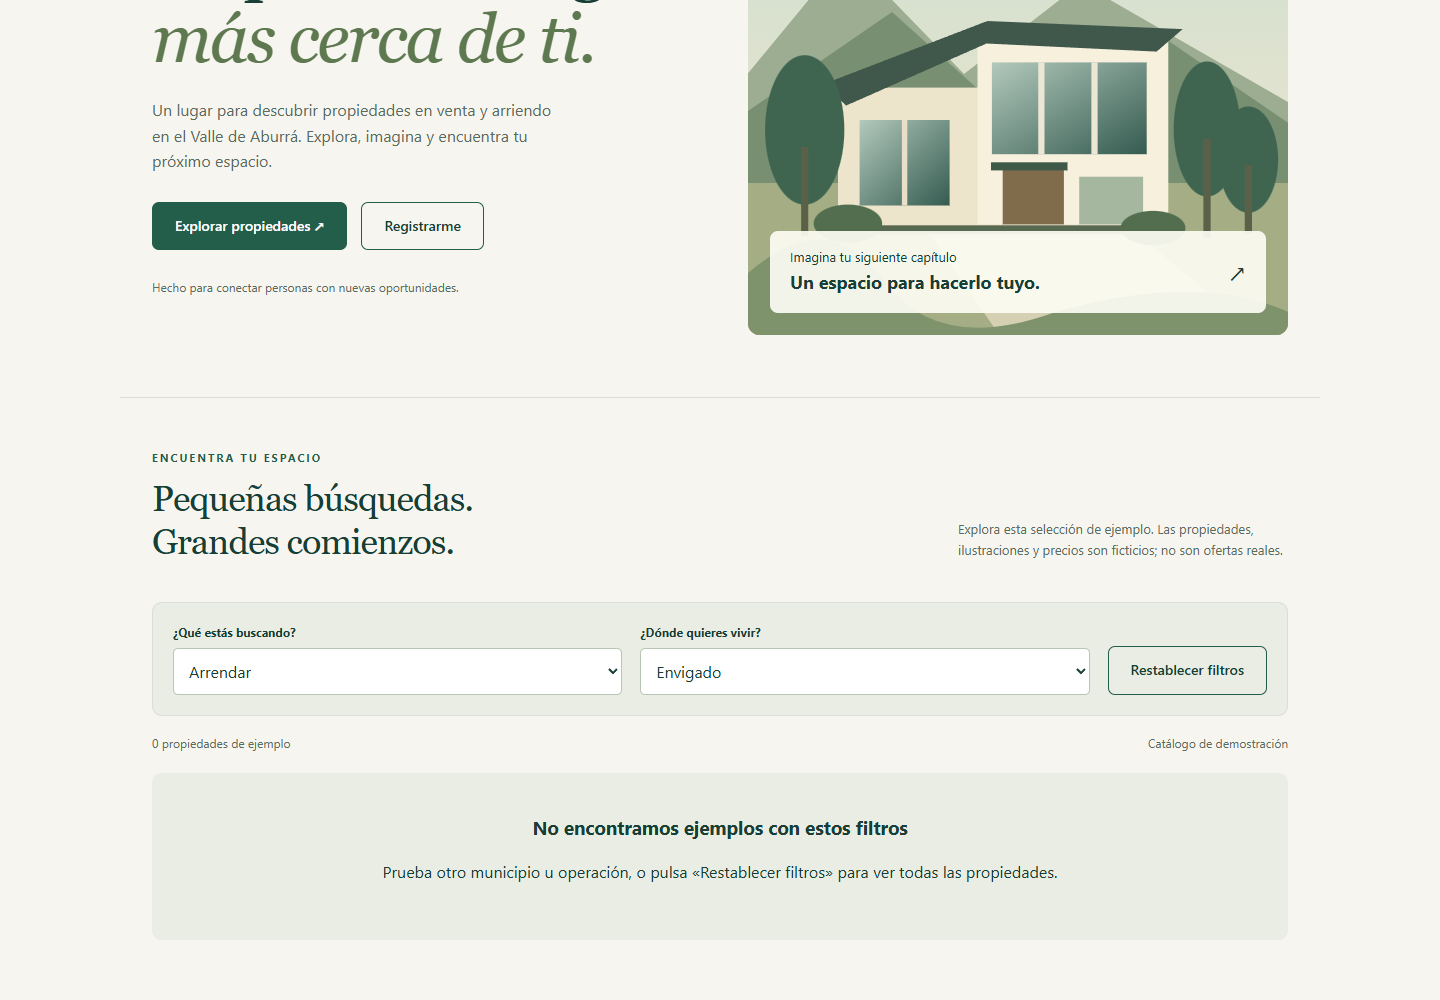 más cerca de ti.
Un lugar para descubrir propiedades en venta y arriendo
en el Valle de Aburrá. Explora, imagina y encuentra tu
próximo espacio.
Explorar propiedades ↗
Registrarme
Hecho para conectar personas con nuevas oportunidades.
Imagina tu siguiente capítulo
Un espacio para hacerlo tuyo.
↗
ENCUENTRA TU ESPACIO
Pequeñas búsquedas.
Grandes comienzos.
Explora esta selección de ejemplo. Las propiedades,
ilustraciones y precios son ficticios; no son ofertas reales.
¿Qué estás buscando?
Arrendar
¿Dónde quieres vivir?
Envigado
Restablecer filtros
0 propiedades de ejemplo
Catálogo de demostración
No encontramos ejemplos con estos filtros
Prueba otro municipio u operación, o pulsa «Restablecer filtros» para ver todas las propiedades.